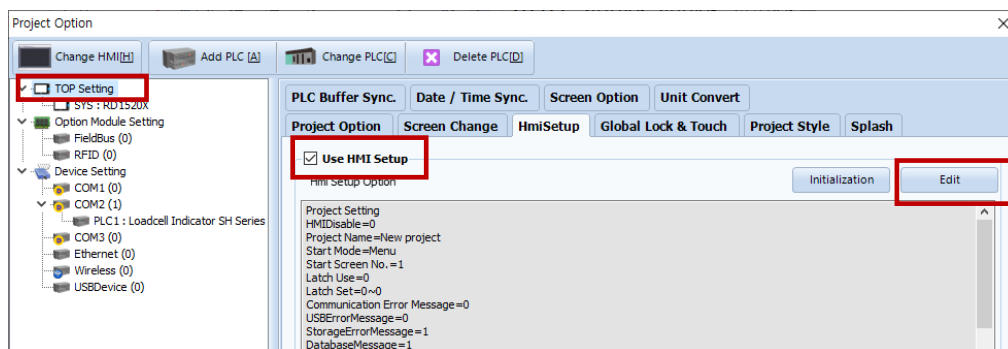 Project Option
Change HMI[H] Add PLC [A] Change PLC[C] Delete PLC[D]
TOP Setting
SYS : RD1520X
Option Module Setting
FieldBus (0)
RFID (0)
Device Setting
COM1 (0)
COM2 (1)
PLC1 : Loadcell Indicator SH Series
COM3 (0)
Ethernet (0)
Wireless (0)
USBDevice (0)
PLC Buffer Sync. Date / Time Sync. Screen Option Unit Convert
Project Option Screen Change HmiSetup Global Lock & Touch Project Style Splash
Use HMI Setup
Hmi Setup Option
Initialization Edit
Project Setting
HMIDisable=0
Project Name=New project
Start Mode=Menu
Start Screen No.=1
Latch Use=0
Latch Set=0~0
Communication Error Message=0
USBErrorMessage=0
StorageErrorMessage=1
DatabaseMessage=1